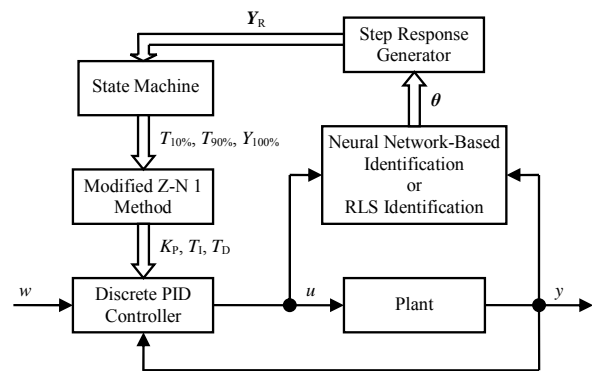 Y_R
Step Response
Generator
State Machine
θ
T_10%, T_90%, Y_100%
Neural Network-Based
Identification
or
RLS Identification
Modified Z-N 1
Method
K_P, T_I, T_D
w
Discrete PID
Controller
u
Plant
y